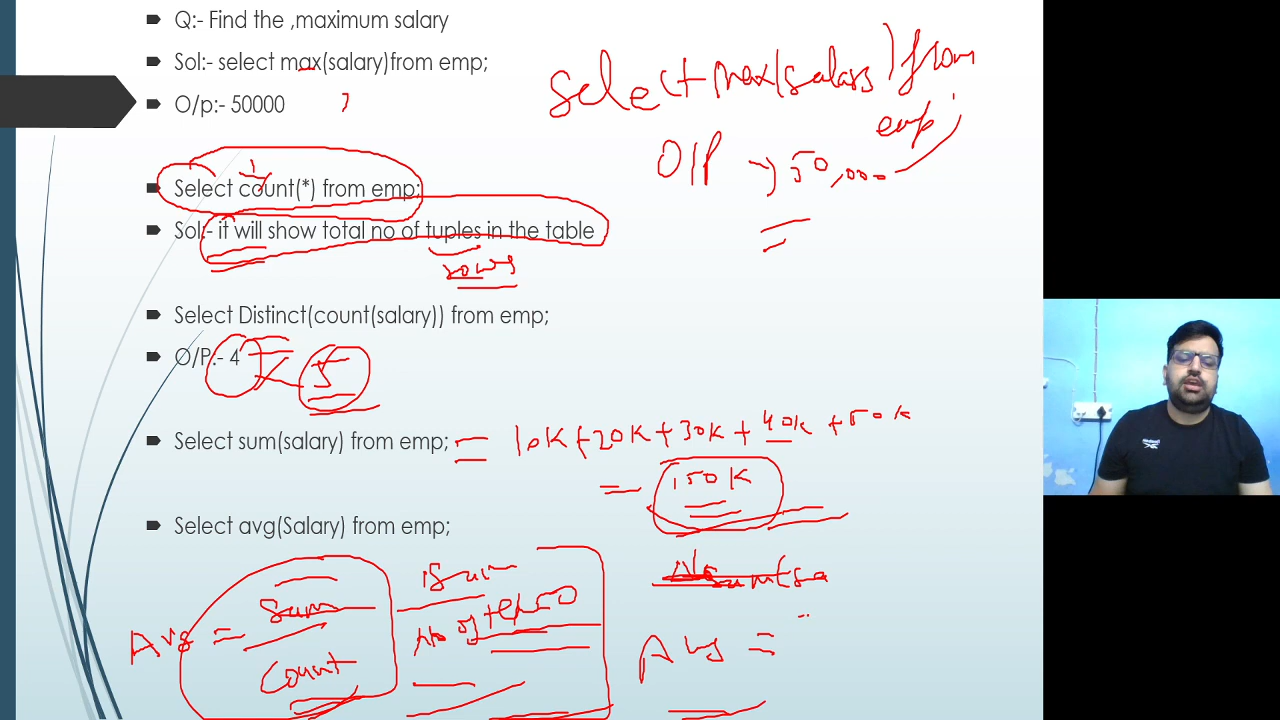 Q:- Find the ,maximum salary
Sol:- select max(salary)from emp;
O/p:- 50000
select max(salary) from
emp;
O/P → 50,000
Select count(*) from emp;
Sol:- it will show total no of tuples in the table
rows
Select Distinct(count(salary)) from emp;
O/P:- 4
5
Select sum(salary) from emp; = 10K+20K+30K+40K+50K
= 150K
Select avg(Salary) from emp;
Avg = Sum
Count
Sum
No of
Avg =